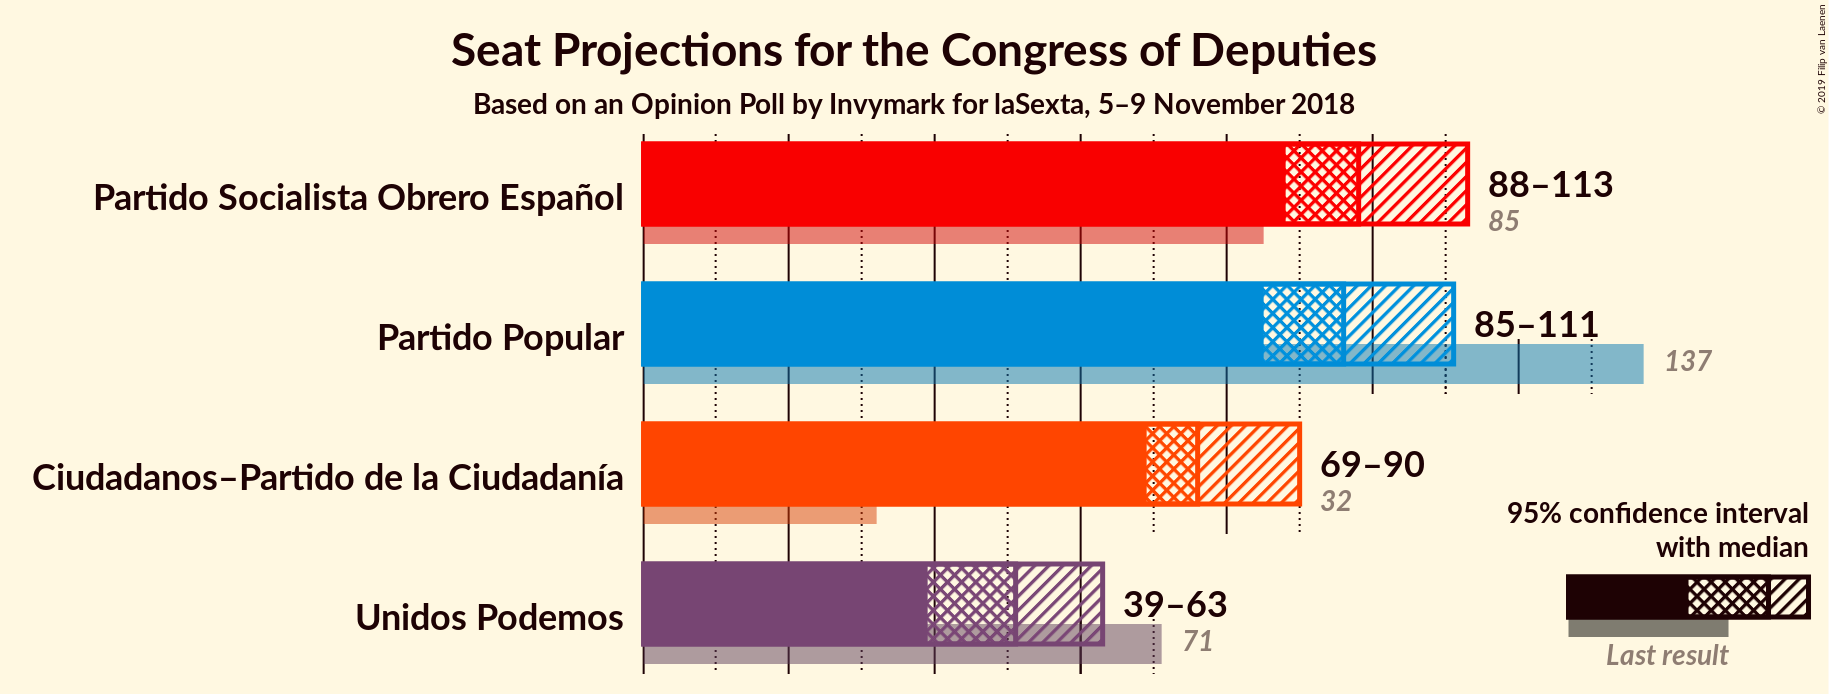 Seat Projections for the Congress of Deputies
Based on an Opinion Poll by Invymark for laSexta, 5–9 November 2018
© 2019 Filip van Laenen
Partido Socialista Obrero Español
88–113
85
Partido Popular
85–111
137
Ciudadanos–Partido de la Ciudadanía
69–90
32
Unidos Podemos
39–63
71
95% confidence interval
with median
Last result